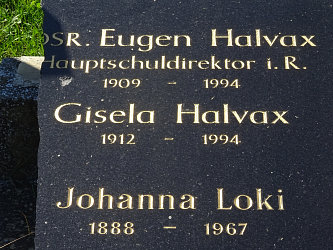 OSR. Eugen Halvax
Hauptschuldirektor i. R.
1909 – 1994
Gisela Halvax
1912 – 1994
Johanna Loki
1888 – 1967